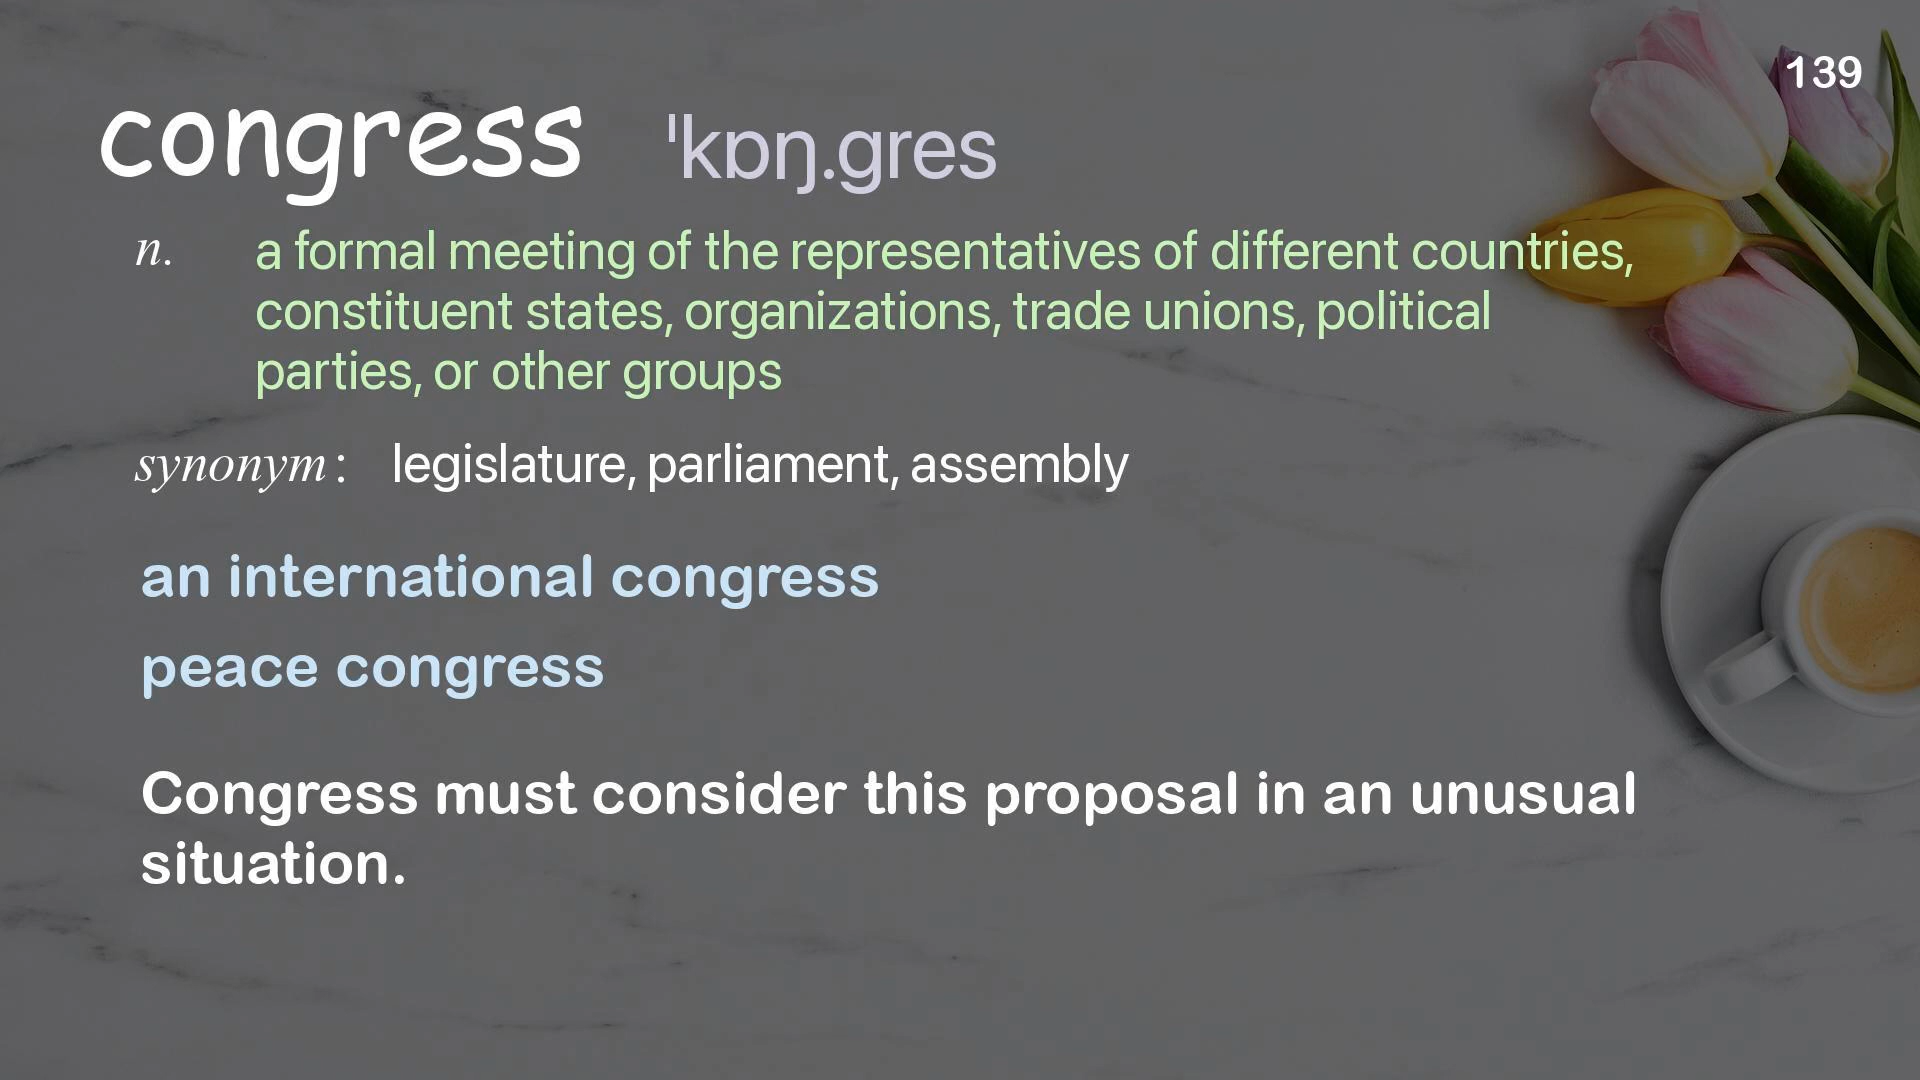 139
congress ˈkɒŋ.gres
n. a formal meeting of the representatives of different countries,
constituent states, organizations, trade unions, political
parties, or other groups
synonym : legislature, parliament, assembly
an international congress
peace congress
Congress must consider this proposal in an unusual
situation.